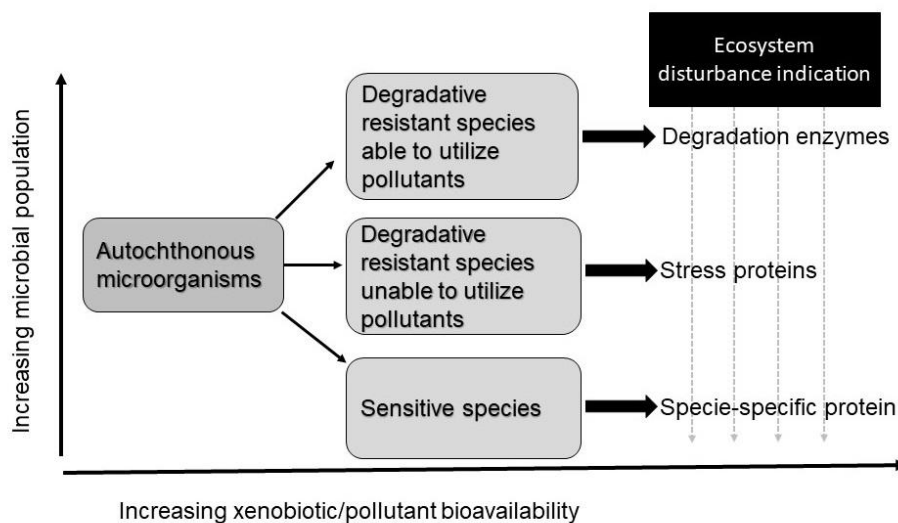 Ecosystem
disturbance indication
Degradative
resistant species
able to utilize
pollutants
Degradation enzymes
Autochthonous
microorganisms
Degradative
resistant species
unable to utilize
pollutants
Stress proteins
Sensitive species
Specie-specific protein
Increasing microbial population
Increasing xenobiotic/pollutant bioavailability